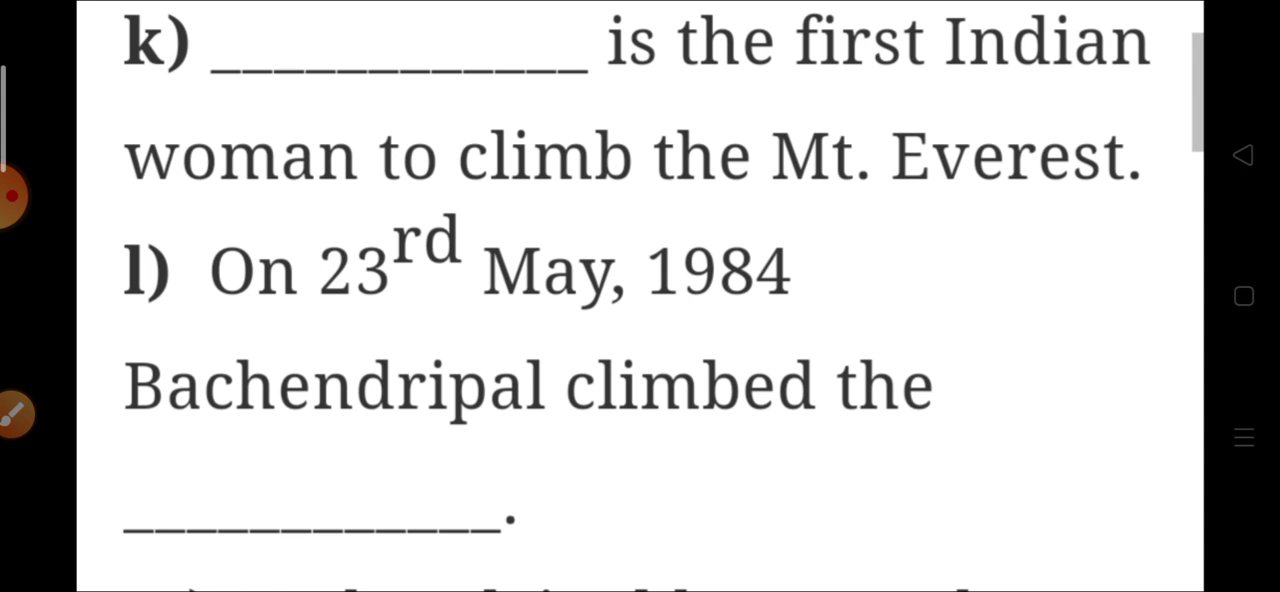 k) ____________ is the first Indian
woman to climb the Mt. Everest.
l) On 23rd May, 1984
Bachendripal climbed the
____________.